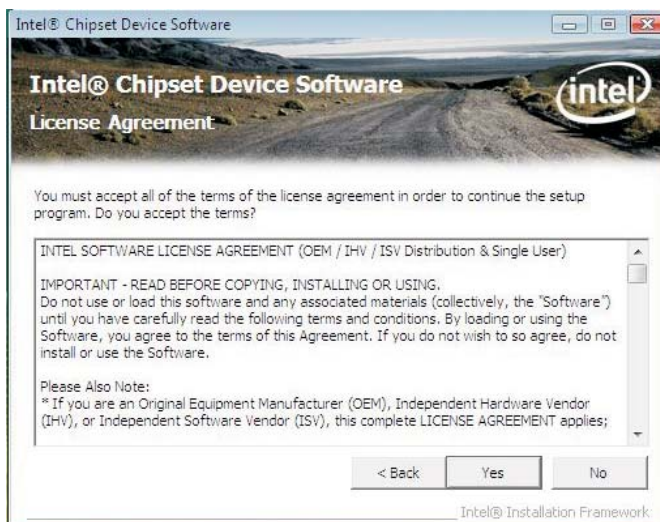 Intel® Chipset Device Software
Intel® Chipset Device Software
intel
License Agreement
You must accept all of the terms of the license agreement in order to continue the setup
program. Do you accept the terms?
INTEL SOFTWARE LICENSE AGREEMENT (OEM / IHV / ISV Distribution & Single User)
IMPORTANT - READ BEFORE COPYING, INSTALLING OR USING.
Do not use or load this software and any associated materials (collectively, the "Software")
until you have carefully read the following terms and conditions. By loading or using the
Software, you agree to the terms of this Agreement. If you do not wish to so agree, do not
install or use the Software.
Please Also Note:
* If you are an Original Equipment Manufacturer (OEM), Independent Hardware Vendor
(IHV), or Independent Software Vendor (ISV), this complete LICENSE AGREEMENT applies;
< Back Yes No
Intel® Installation Framework